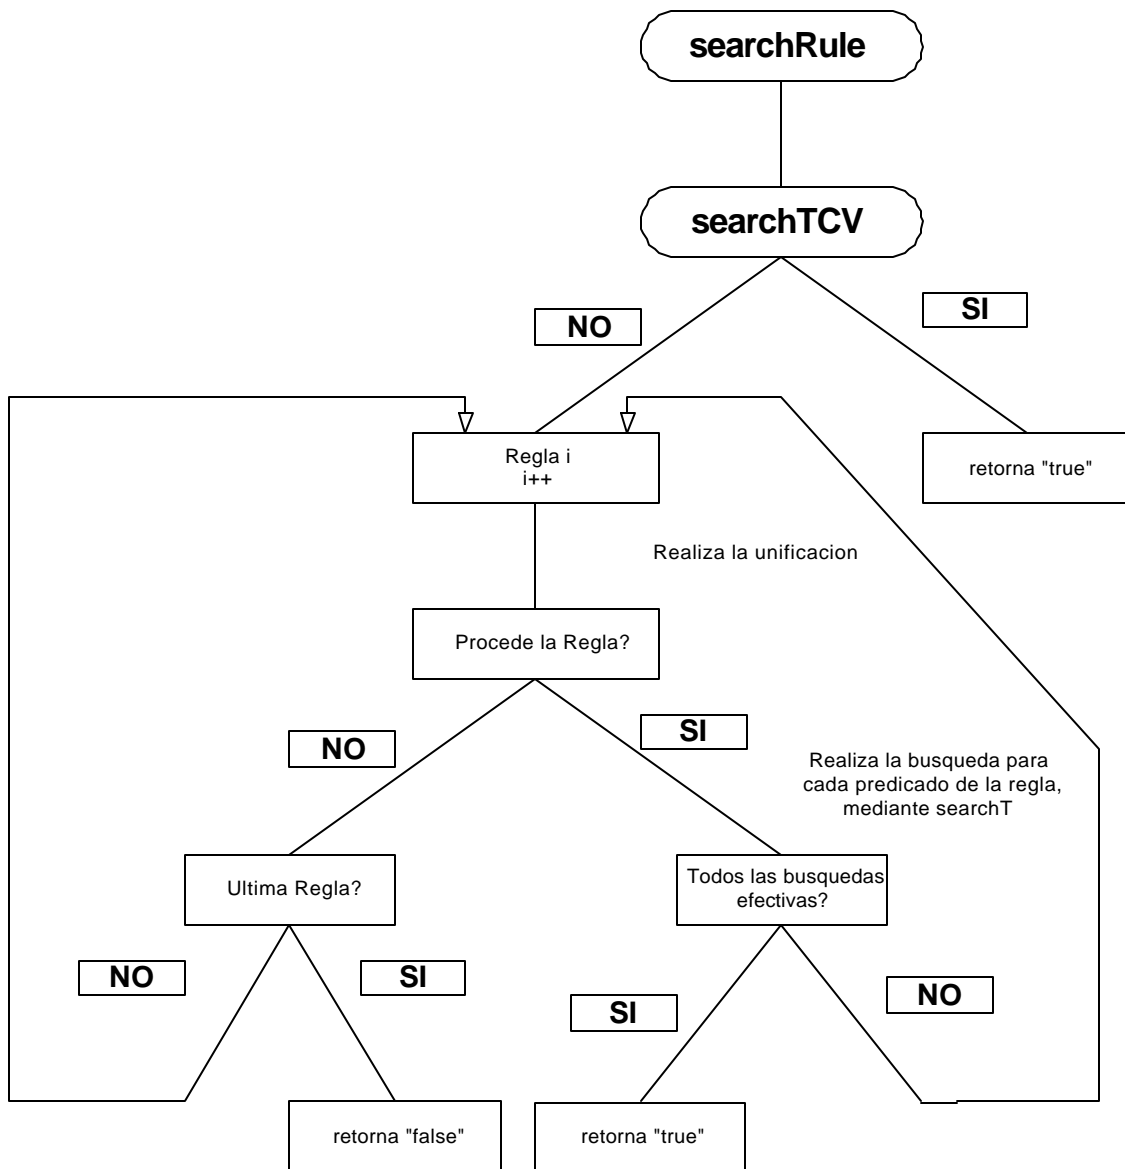 searchRule
searchTCV
NO
SI
Regla i
i++
retorna "true"
Realiza la unificacion
Procede la Regla?
NO
SI
Realiza la busqueda para
cada predicado de la regla,
mediante searchT
Ultima Regla?
Todos las busquedas
efectivas?
NO
SI
SI
NO
retorna "false"
retorna "true"